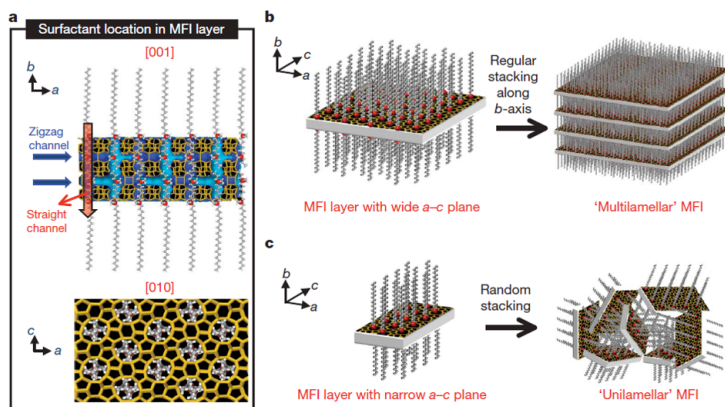 a
Surfactant location in MFI layer
[001]
b
a
Zigzag
channel
Straight
channel
[010]
c
a
b
b
c
a
Regular
stacking
along
b-axis
MFI layer with wide a–c plane
'Multilamellar' MFI
c
b
c
a
Random
stacking
MFI layer with narrow a–c plane
'Unilamellar' MFI